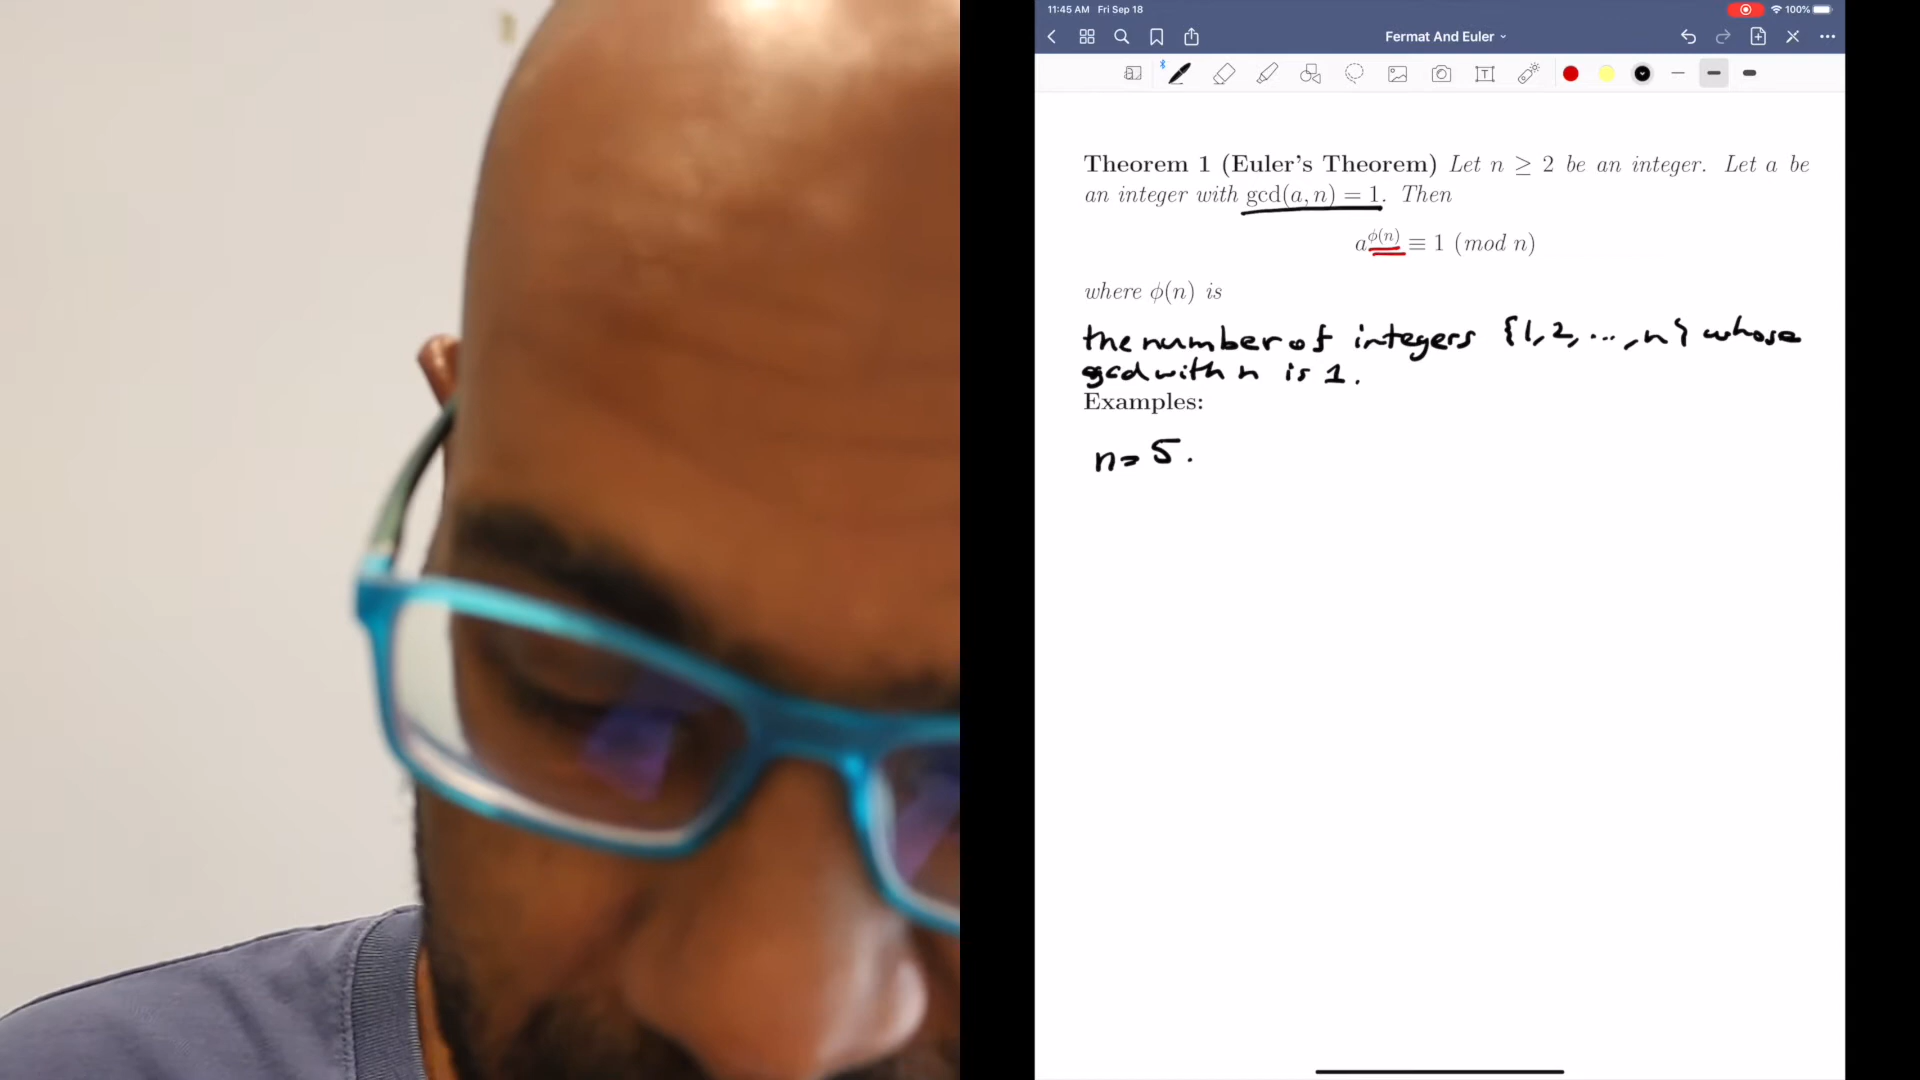 11:45 AM Fri Sep 18
100%
Fermat And Euler
Theorem 1 (Euler's Theorem) Let n ≥ 2 be an integer. Let a be
an integer with gcd(a, n) = 1. Then
a^ϕ(n) ≡ 1 (mod n)
where ϕ(n) is
the number of integers {1, 2, ..., n} whose
gcd with n is 1.
Examples:
n = 5.